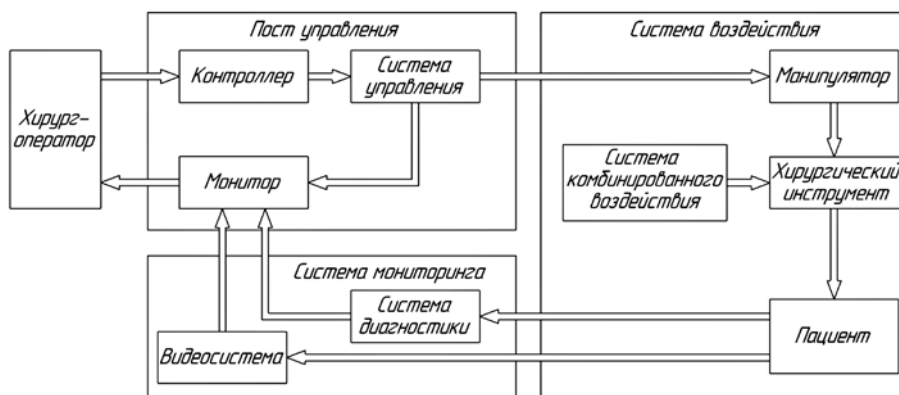 Пост управления
Система воздействия
Хирург-
оператор
Контроллер
Система
управления
Манипулятор
Монитор
Система
комбинированного
воздействия
Хирургический
инструмент
Система мониторинга
Система
диагностики
Видеосистема
Пациент